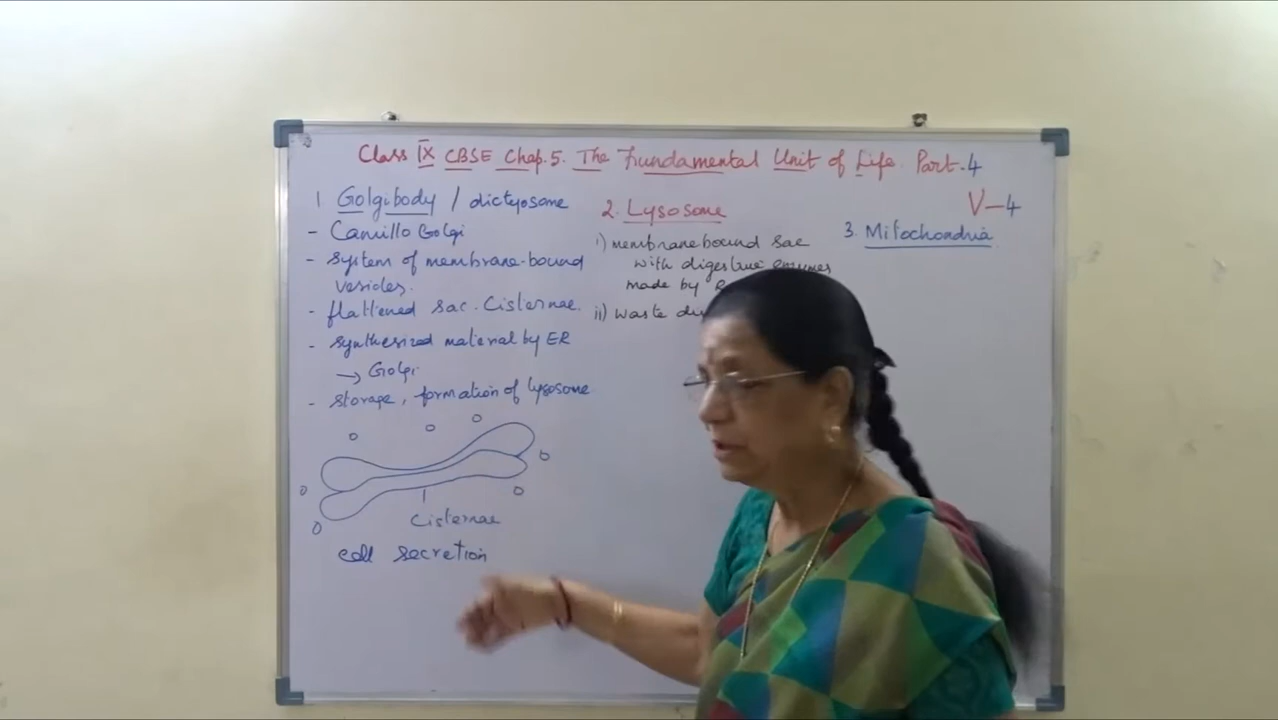 Class IX CBSE Chap.5. The Fundamental Unit of Life. Part.4
V-4
1 Golgibody / dictyosome
- Camillo Golgi
- System of membrane-bound
vesicles.
- flattened sac. Cisternae.
- synthesized material by ER
→ Golgi
- storage, formation of lysosome
Cisternae
cell secretion
2. Lysosome
i) membrane bound sac
with digestive enzymes
made by
ii) waste
3. Mitochondria